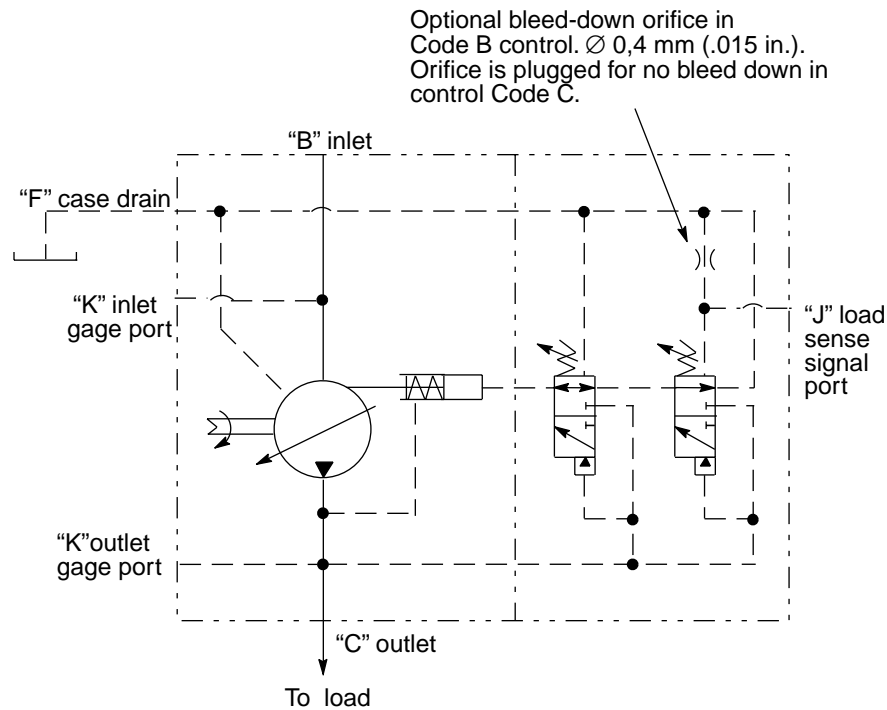 Optional bleed-down orifice in
Code B control. ∅ 0,4 mm (.015 in.).
Orifice is plugged for no bleed down in
control Code C.
“B” inlet
“F” case drain
“K” inlet
gage port
“J” load
sense
signal
port
“K”outlet
gage port
“C” outlet
To load